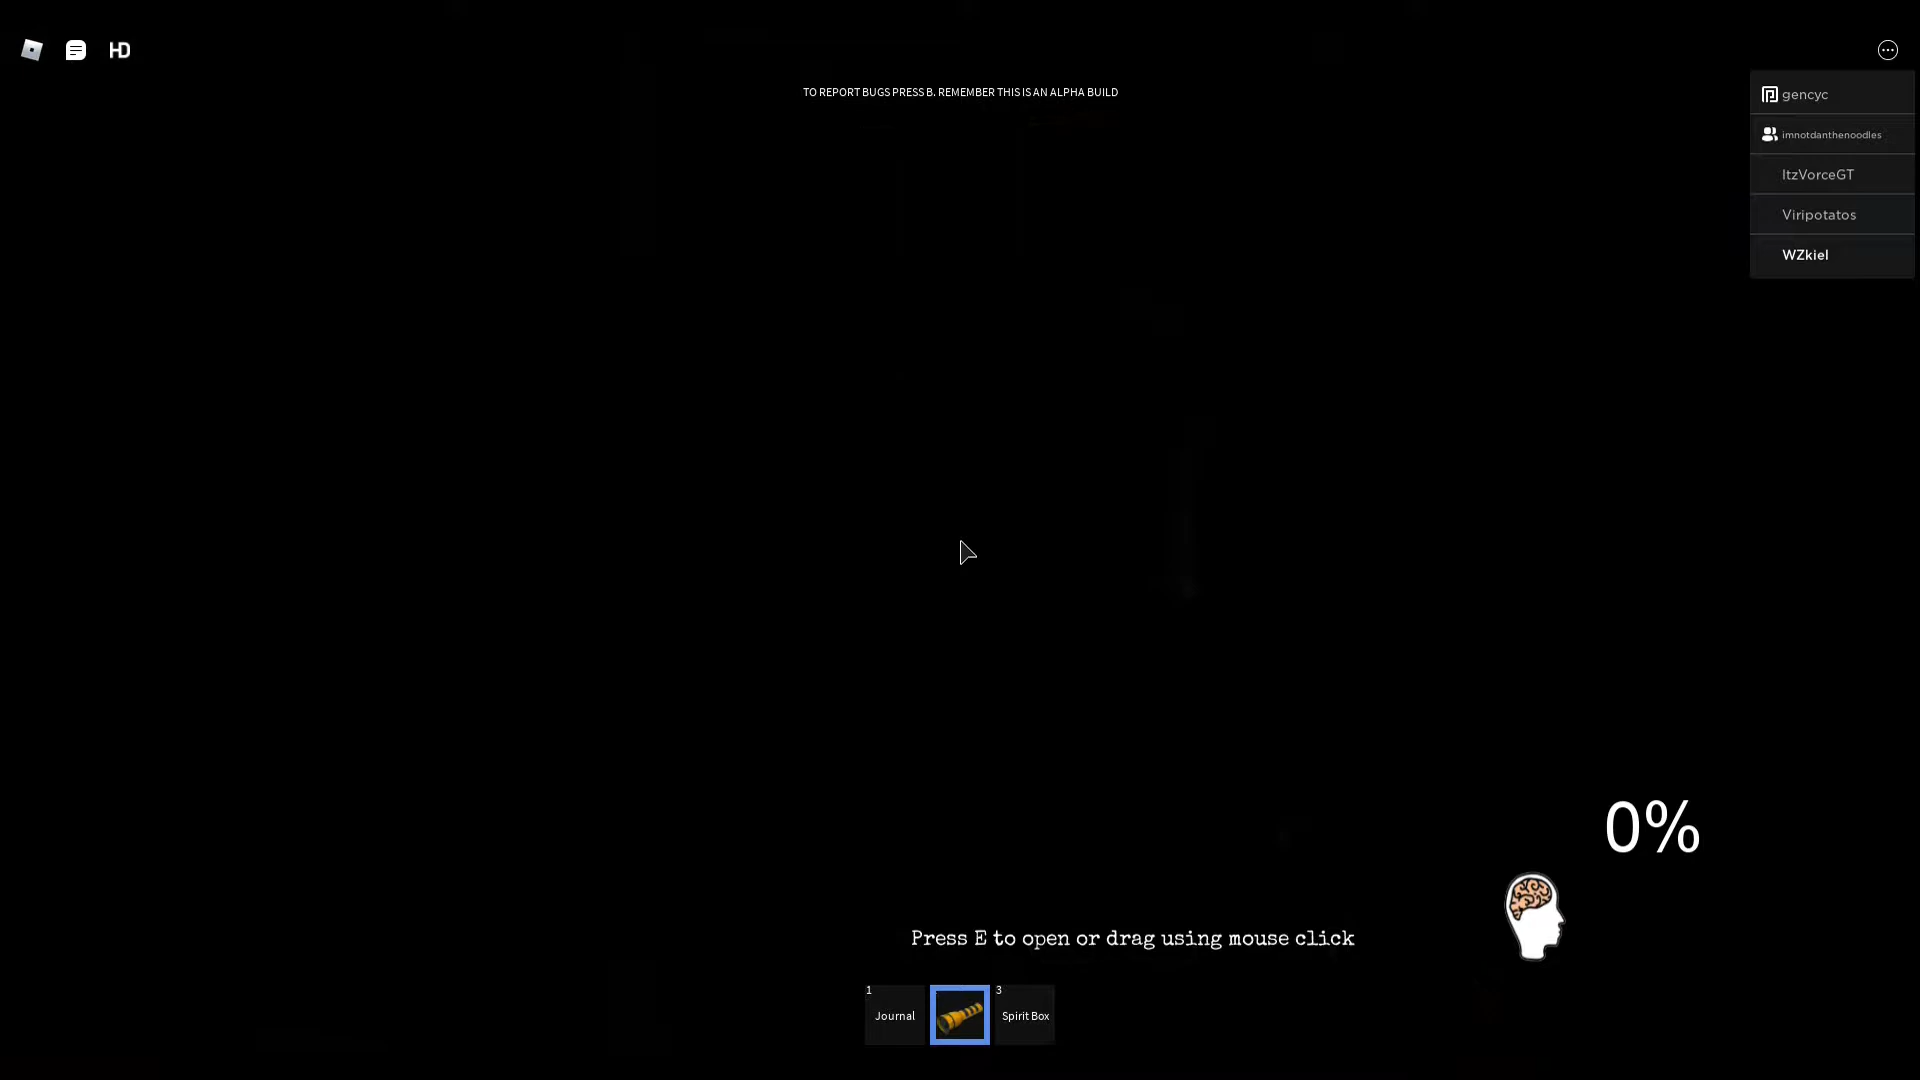 HD
TO REPORT BUGS PRESS B. REMEMBER THIS IS AN ALPHA BUILD
gencyc
imnotdanthenoodles
ItzVorceGT
Viripotatos
WZkiel
0%
Press E to open or drag using mouse click
1
Journal
3
Spirit Box